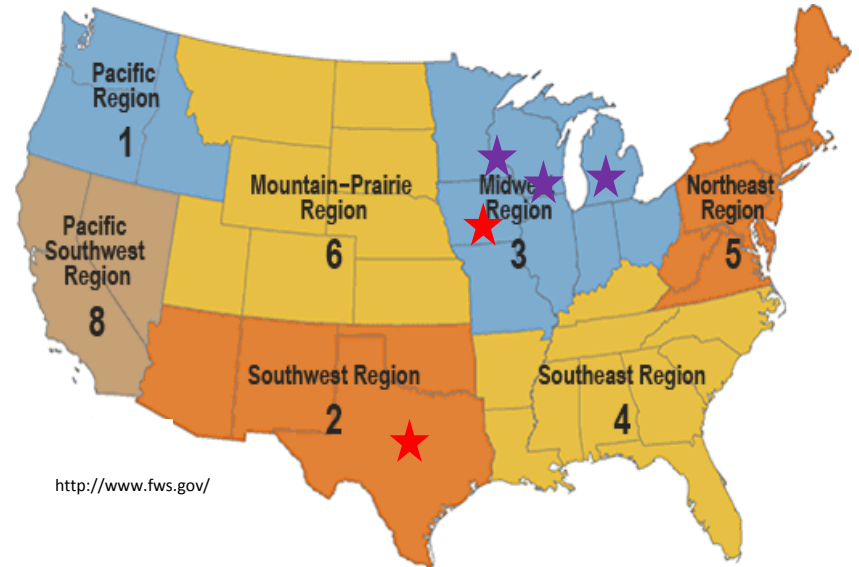 Pacific
Region
1
Mountain-Prairie
Region
6
Region
3
Northeast
Region
5
Pacific
Southwest
Region
8
Southwest Region
2
Southeast Region
4
http://www.fws.gov/